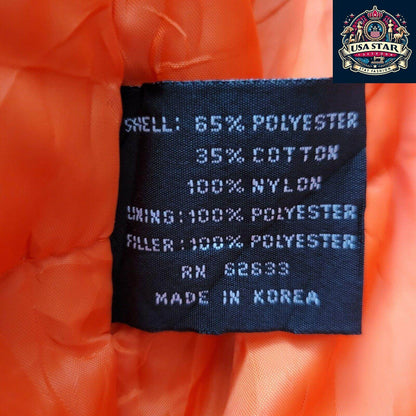 USA STAR
SHELL: 65% POLYESTER
35% COTTON
100% NYLON
LINING: 100% POLYESTER
FILLER: 100% POLYESTER
RN 62633
MADE IN KOREA